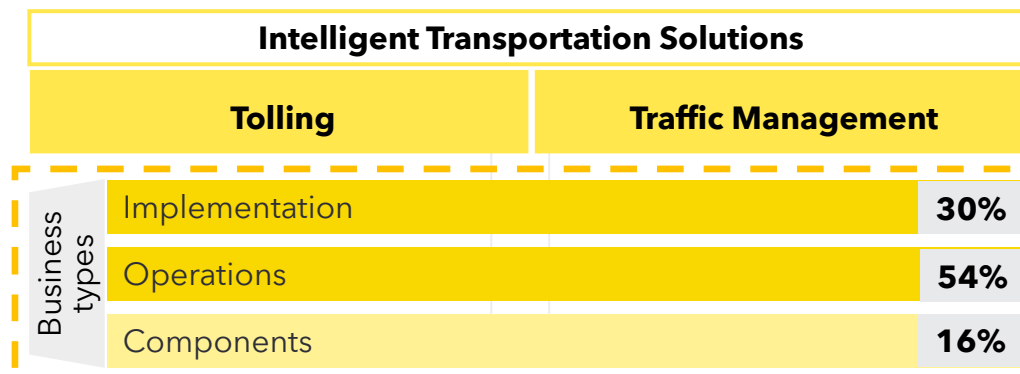 Intelligent Transportation Solutions
Tolling
Traffic Management
Business
types
Implementation
30%
Operations
54%
Components
16%